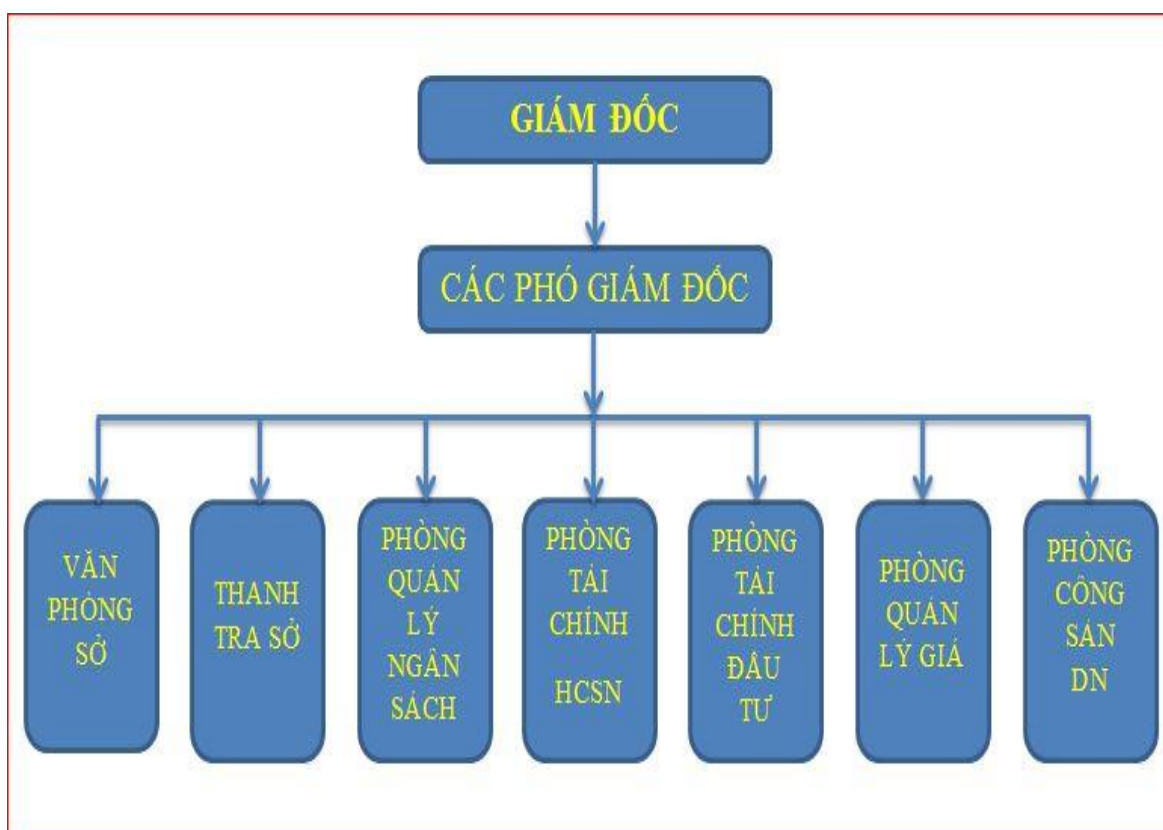 GIÁM ĐỐC
CÁC PHÓ GIÁM ĐỐC
VĂN
PHÒNG
SỞ
THANH
TRA SỞ
PHÒNG
QUẢN
LÝ
NGÂN
SÁCH
PHÒNG
TÀI
CHÍNH
HCSN
PHÒNG
TÀI
CHÍNH
ĐẦU
TƯ
PHÒNG
QUẢN
LÝ GIÁ
PHÒNG
CÔNG
SẢN
DN